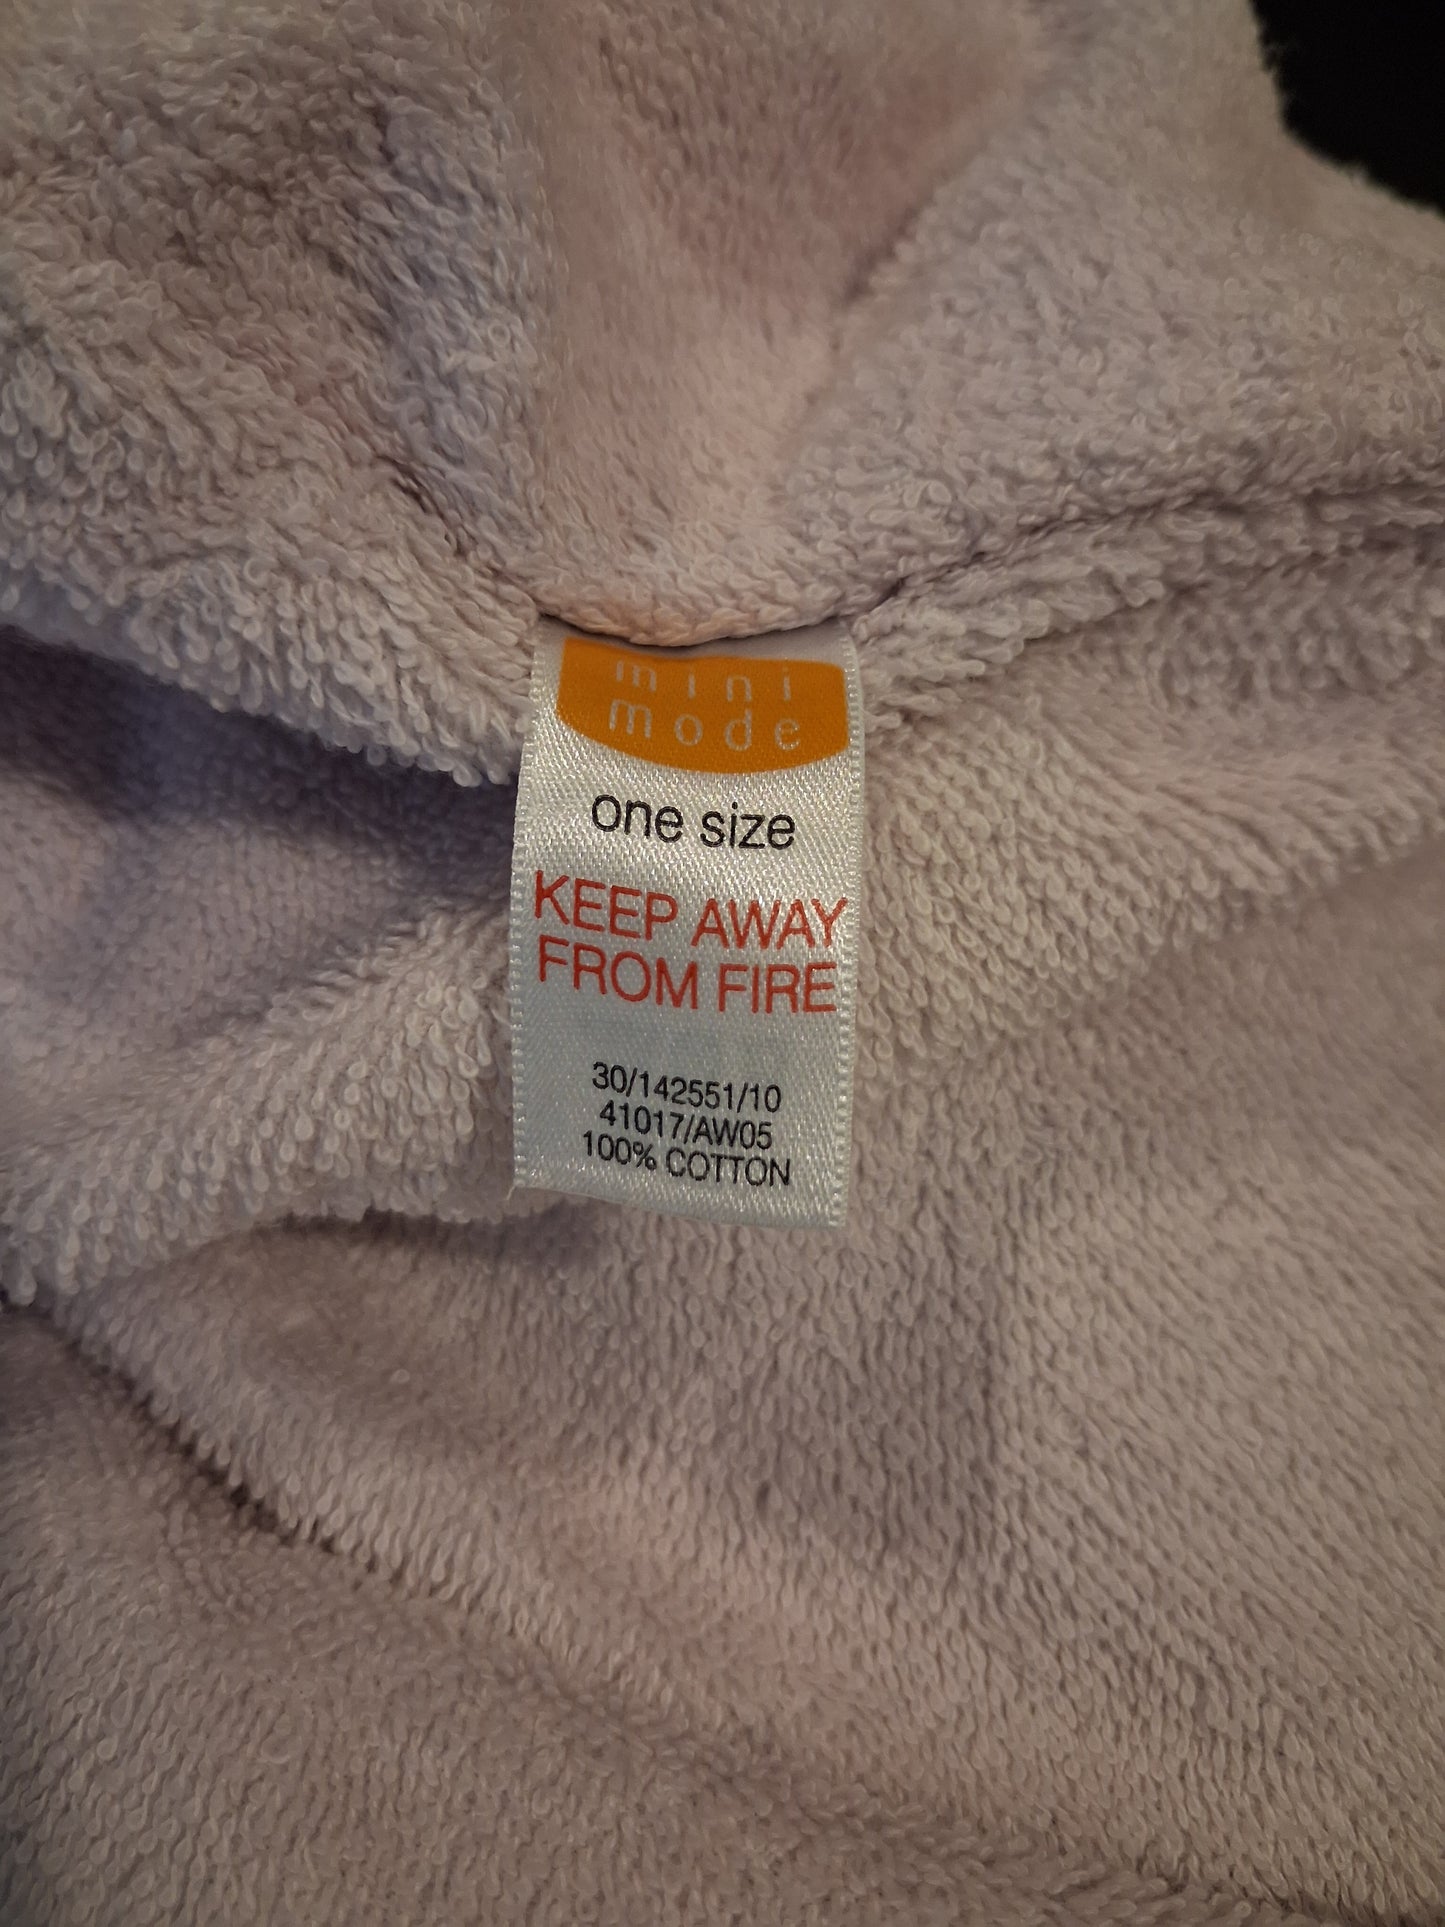 mini
mode
one size
KEEP AWAY
FROM FIRE
30/142551/10
41017/AW05
100% COTTON